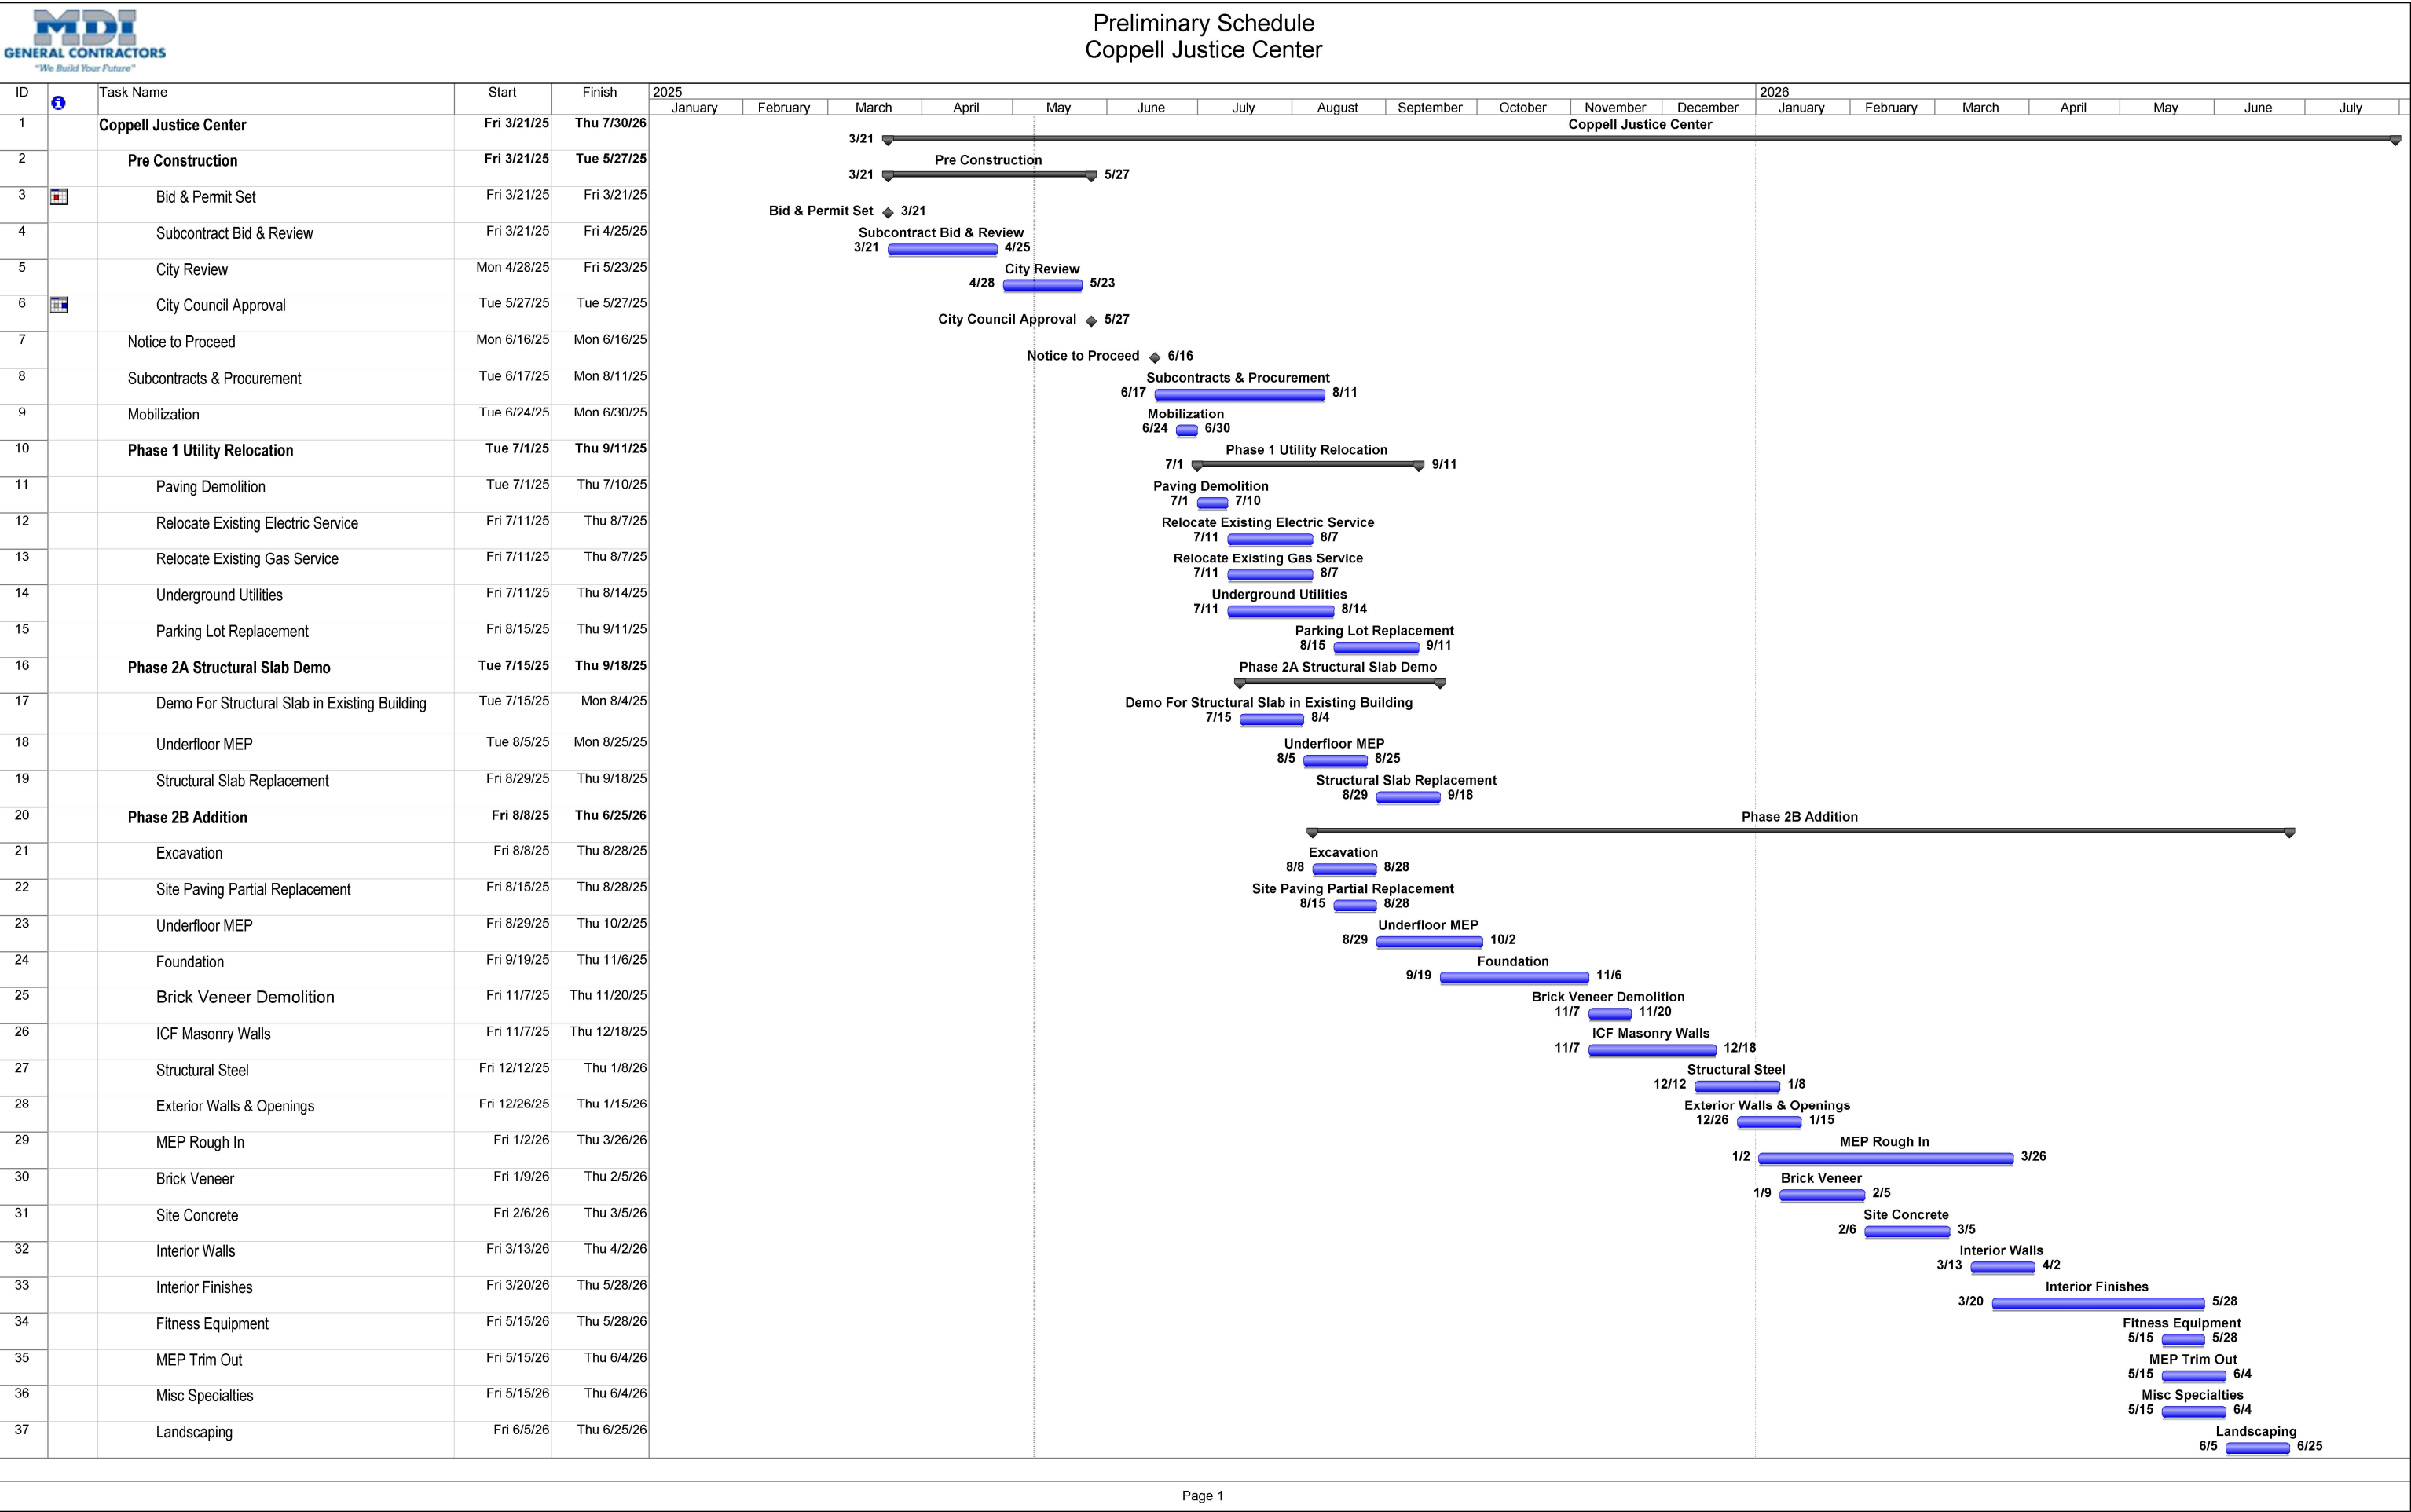 MDI
GENERAL CONTRACTORS
"We Build Your Future"
Preliminary Schedule
Coppell Justice Center
ID Task Name Start Finish
2025 2026
January February March April May June July August September October November December January February March April May June July
1 Coppell Justice Center Fri 3/21/25 Thu 7/30/26 Coppell Justice Center
3/21
2 Pre Construction Fri 3/21/25 Tue 5/27/25 Pre Construction
3/21 5/27
3 Bid & Permit Set Fri 3/21/25 Fri 3/21/25
Bid & Permit Set 3/21
4 Subcontract Bid & Review Fri 3/21/25 Fri 4/25/25 Subcontract Bid & Review
3/21 4/25
5 City Review Mon 4/28/25 Fri 5/23/25 City Review
4/28 5/23
6 City Council Approval Tue 5/27/25 Tue 5/27/25
City Council Approval 5/27
7 Notice to Proceed Mon 6/16/25 Mon 6/16/25
Notice to Proceed 6/16
8 Subcontracts & Procurement Tue 6/17/25 Mon 8/11/25 Subcontracts & Procurement
6/17 8/11
9 Mobilization Tue 6/24/25 Mon 6/30/25 Mobilization
6/24 6/30
10 Phase 1 Utility Relocation Tue 7/1/25 Thu 9/11/25 Phase 1 Utility Relocation
7/1 9/11
11 Paving Demolition Tue 7/1/25 Thu 7/10/25 Paving Demolition
7/1 7/10
12 Relocate Existing Electric Service Fri 7/11/25 Thu 8/7/25 Relocate Existing Electric Service
7/11 8/7
13 Relocate Existing Gas Service Fri 7/11/25 Thu 8/7/25 Relocate Existing Gas Service
7/11 8/7
14 Underground Utilities Fri 7/11/25 Thu 8/14/25 Underground Utilities
7/11 8/14
15 Parking Lot Replacement Fri 8/15/25 Thu 9/11/25 Parking Lot Replacement
8/15 9/11
16 Phase 2A Structural Slab Demo Tue 7/15/25 Thu 9/18/25 Phase 2A Structural Slab Demo
17 Demo For Structural Slab in Existing Building Tue 7/15/25 Mon 8/4/25 Demo For Structural Slab in Existing Building
7/15 8/4
18 Underfloor MEP Tue 8/5/25 Mon 8/25/25 Underfloor MEP
8/5 8/25
19 Structural Slab Replacement Fri 8/29/25 Thu 9/18/25 Structural Slab Replacement
8/29 9/18
20 Phase 2B Addition Fri 8/8/25 Thu 6/25/26 Phase 2B Addition
21 Excavation Fri 8/8/25 Thu 8/28/25 Excavation
8/8 8/28
22 Site Paving Partial Replacement Fri 8/15/25 Thu 8/28/25 Site Paving Partial Replacement
8/15 8/28
23 Underfloor MEP Fri 8/29/25 Thu 10/2/25 Underfloor MEP
8/29 10/2
24 Foundation Fri 9/19/25 Thu 11/6/25 Foundation
9/19 11/6
25 Brick Veneer Demolition Fri 11/7/25 Thu 11/20/25 Brick Veneer Demolition
11/7 11/20
26 ICF Masonry Walls Fri 11/7/25 Thu 12/18/25 ICF Masonry Walls
11/7 12/18
27 Structural Steel Fri 12/12/25 Thu 1/8/26 Structural Steel
12/12 1/8
28 Exterior Walls & Openings Fri 12/26/25 Thu 1/15/26 Exterior Walls & Openings
12/26 1/15
29 MEP Rough In Fri 1/2/26 Thu 3/26/26 MEP Rough In
1/2 3/26
30 Brick Veneer Fri 1/9/26 Thu 2/5/26 Brick Veneer
1/9 2/5
31 Site Concrete Fri 2/6/26 Thu 3/5/26 Site Concrete
2/6 3/5
32 Interior Walls Fri 3/13/26 Thu 4/2/26 Interior Walls
3/13 4/2
33 Interior Finishes Fri 3/20/26 Thu 5/28/26 Interior Finishes
3/20 5/28
34 Fitness Equipment Fri 5/15/26 Thu 5/28/26 Fitness Equipment
5/15 5/28
35 MEP Trim Out Fri 5/15/26 Thu 6/4/26 MEP Trim Out
5/15 6/4
36 Misc Specialties Fri 5/15/26 Thu 6/4/26 Misc Specialties
5/15 6/4
37 Landscaping Fri 6/5/26 Thu 6/25/26 Landscaping
6/5 6/25
Page 1